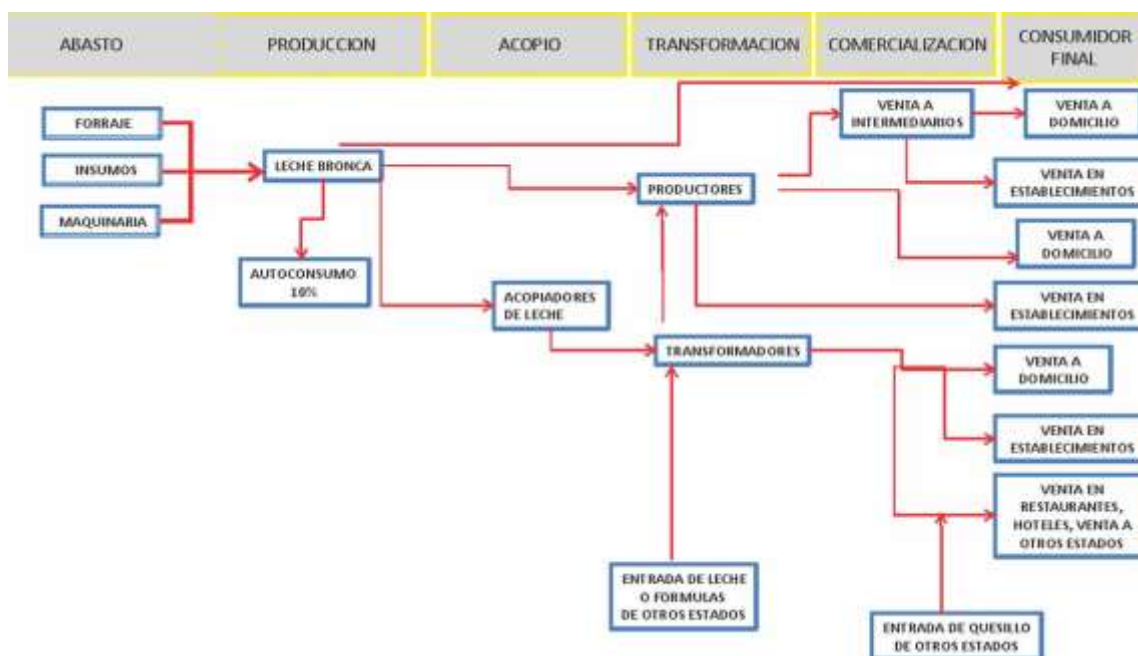 ABASTO
PRODUCCION
ACOPIO
TRANSFORMACION
COMERCIALIZACION
CONSUMIDOR
FINAL
FORRAJE
INSUMOS
MAQUINARIA
LECHE BRONCA
AUTOCONSUMO
10%
ACOPIADORES
DE LECHE
PRODUCTORES
TRANSFORMADORES
ENTRADA DE LECHE
O FORMULAS
DE OTROS ESTADOS
VENTA A
INTERMEDIARIOS
ENTRADA DE QUESILLO
DE OTROS ESTADOS
VENTA A
DOMICILIO
VENTA EN
ESTABLECIMIENTOS
VENTA A
DOMICILIO
VENTA EN
ESTABLECIMIENTOS
VENTA A
DOMICILIO
VENTA EN
ESTABLECIMIENTOS
VENTA EN
RESTAURANTES,
HOTELES, VENTA A
OTROS ESTADOS